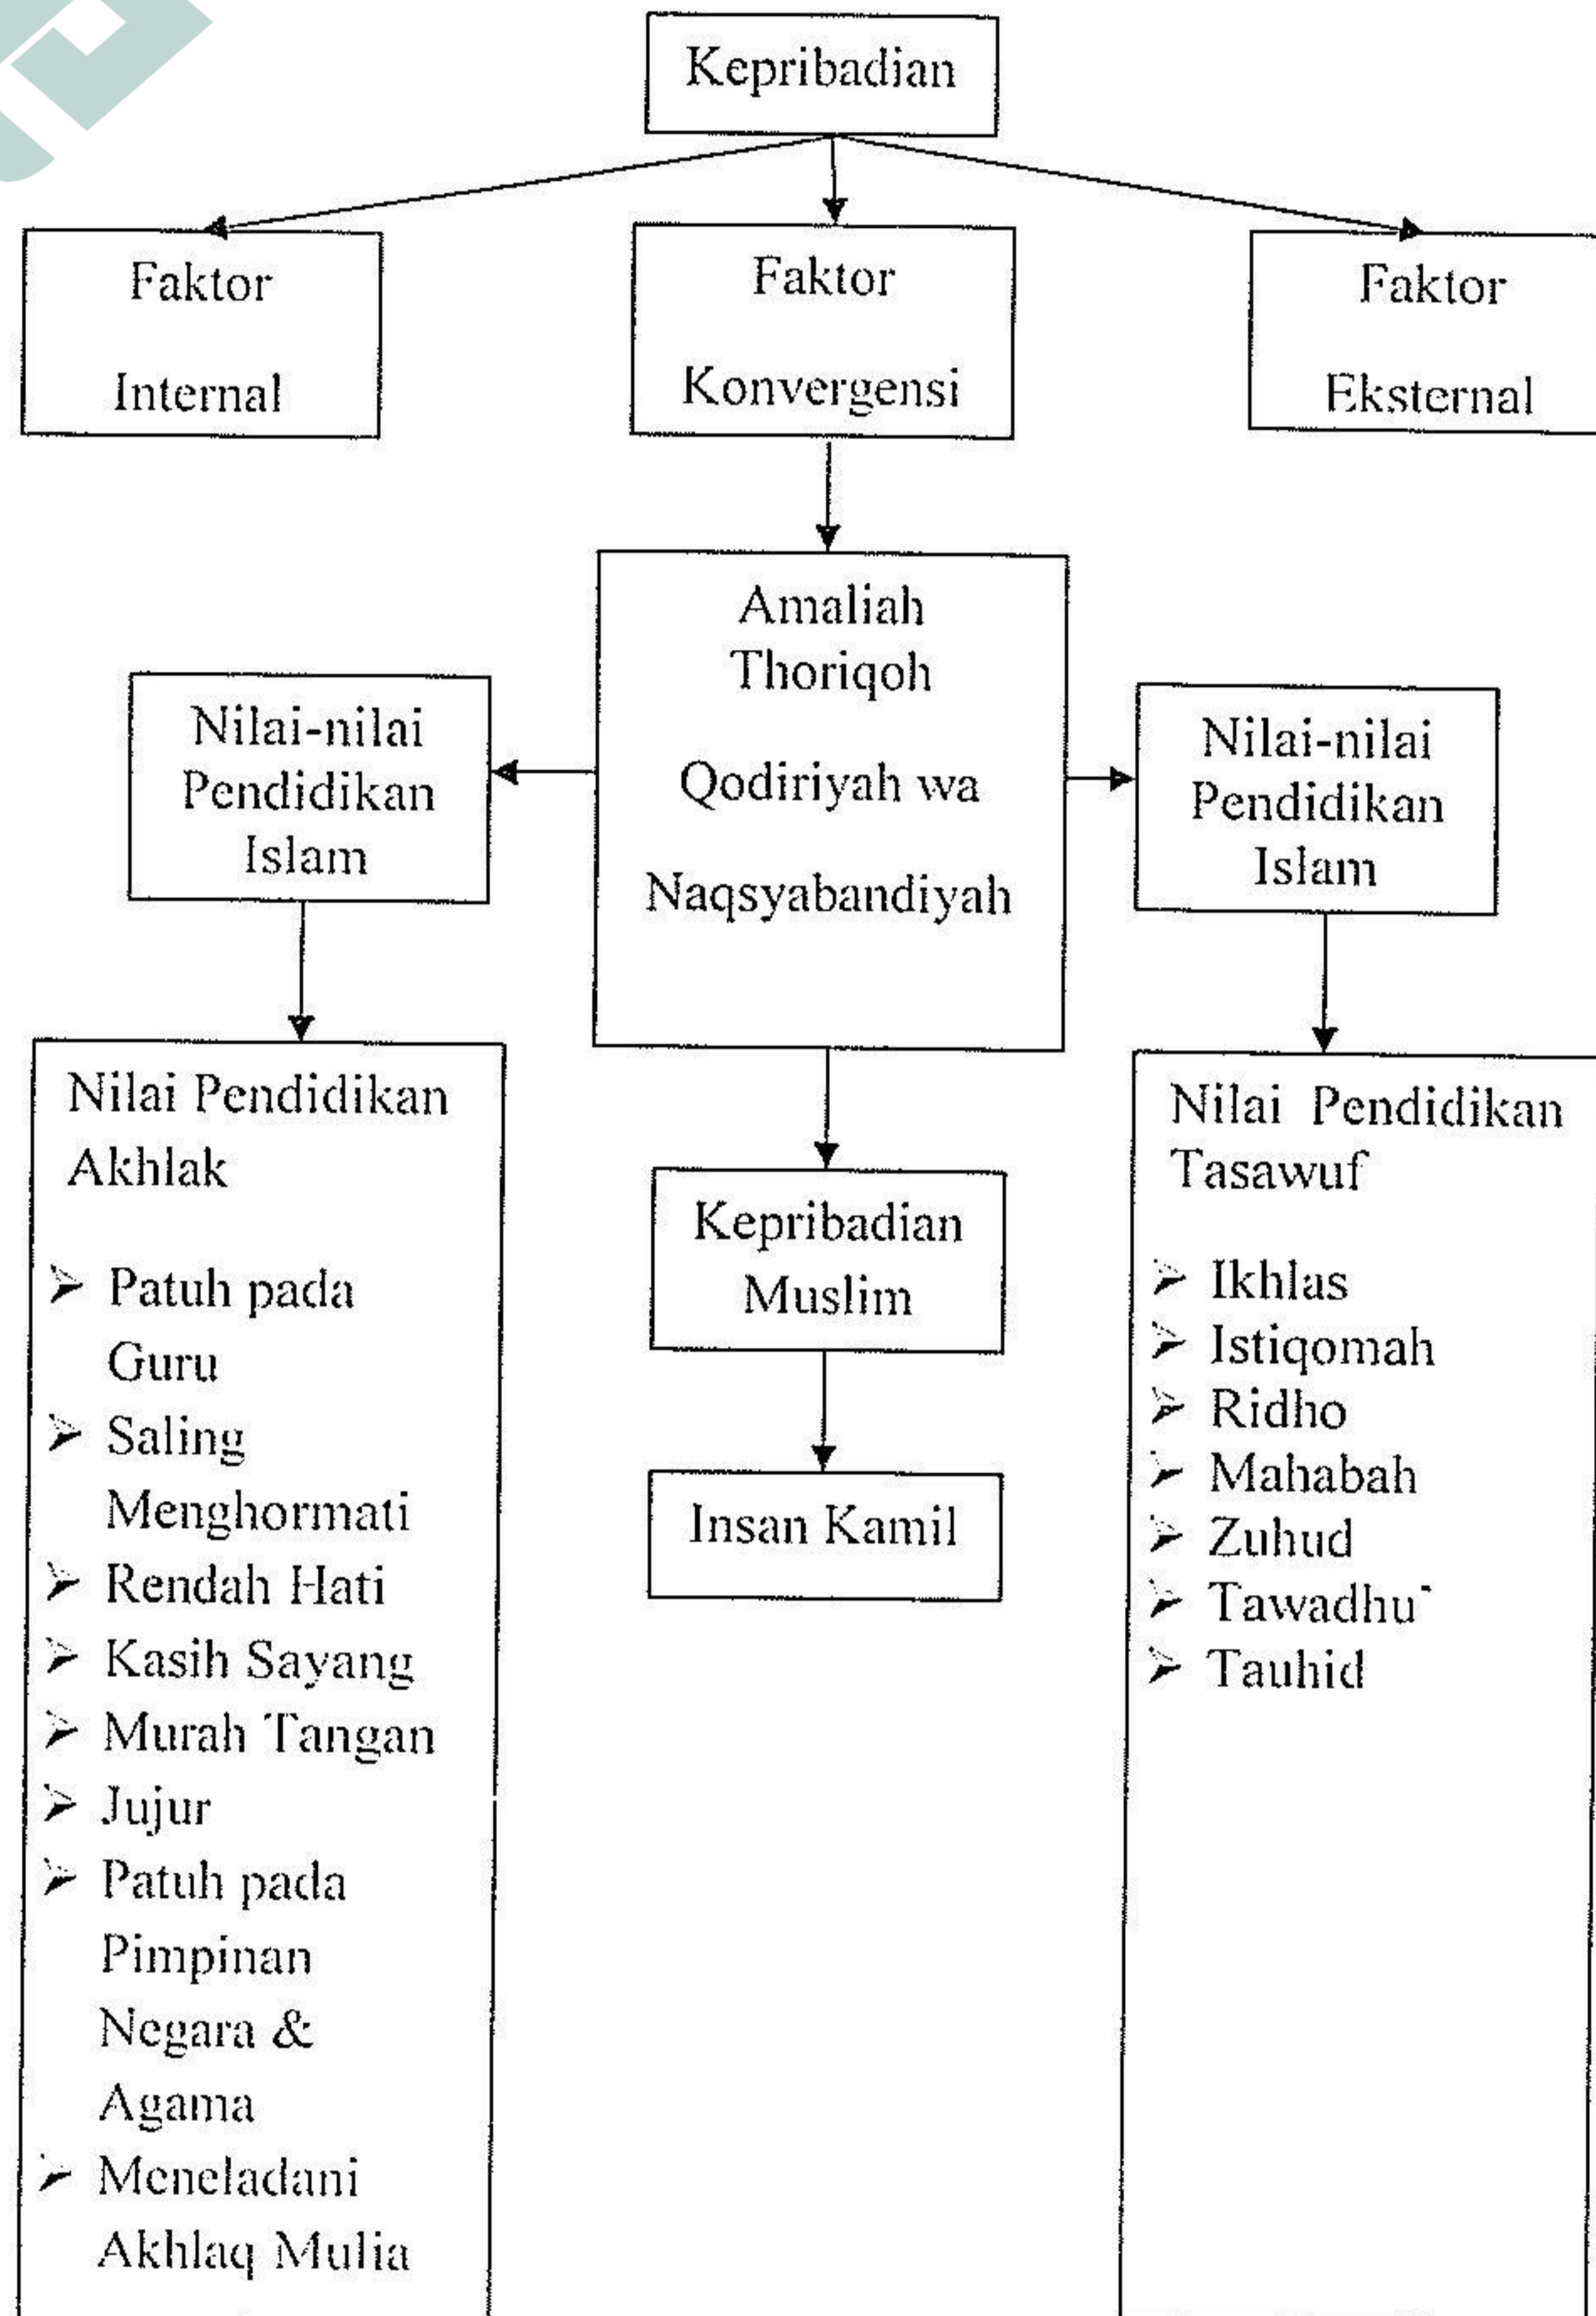 Kepribadian
Faktor
Internal
Faktor
Konvergensi
Faktor
Eksternal
Amaliah
Thoriqoh
Qodiriyah wa
Naqsyabandiyah
Nilai-nilai
Pendidikan
Islam
Nilai-nilai
Pendidikan
Islam
Nilai Pendidikan
Akhlak
➢ Patuh pada
Guru
➢ Saling
Menghormati
➢ Rendah Hati
➢ Kasih Sayang
➢ Murah Tangan
➢ Jujur
➢ Patuh pada
Pimpinan
Negara &
Agama
➢ Meneladani
Akhlaq Mulia
Kepribadian
Muslim
Insan Kamil
Nilai Pendidikan
Tasawuf
➢ Ikhlas
➢ Istiqomah
➢ Ridho
➢ Mahabah
➢ Zuhud
➢ Tawadhu'
➢ Tauhid